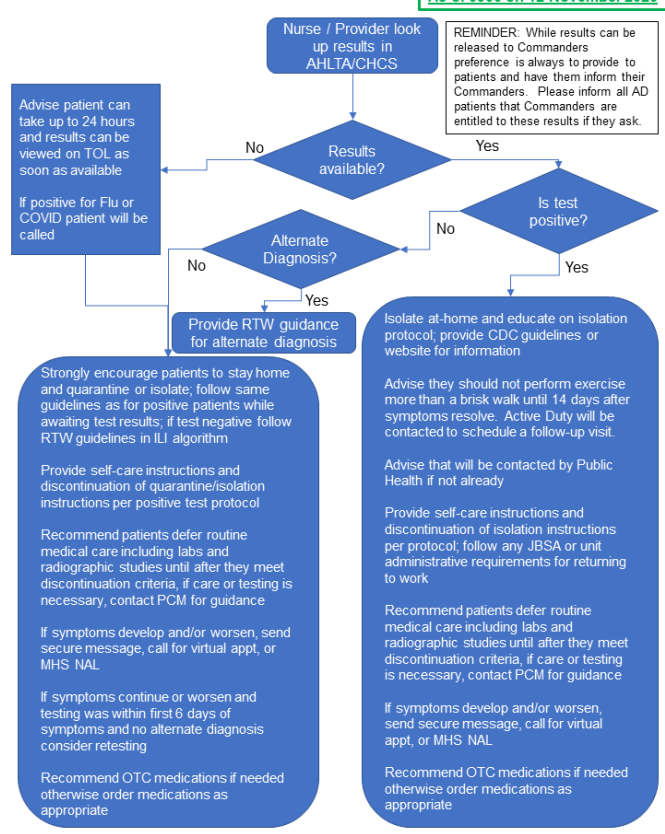 Nurse / Provider look
up results in
AHLTA/CHCS
REMINDER: While results can be
released to Commanders
preference is always to provide to
patients and have them inform their
Commanders. Please inform all AD
patients that Commanders are
entitled to these results if they ask.
Advise patient can
take up to 24 hours
and results can be
viewed on TOL as
soon as available
If positive for Flu or
COVID patient will be
called
No
Results
available?
Yes
Is test
positive?
No
Yes
Alternate
Diagnosis?
No
Yes
Provide RTW guidance
for alternate diagnosis
Strongly encourage patients to stay home
and quarantine or isolate; follow same
guidelines as for positive patients while
awaiting test results; if test negative follow
RTW guidelines in ILI algorithm
Provide self-care instructions and
discontinuation of quarantine/isolation
instructions per positive test protocol
Recommend patients defer routine
medical care including labs and
radiographic studies until after they meet
discontinuation criteria, if care or testing is
necessary, contact PCM for guidance
If symptoms develop and/or worsen, send
secure message, call for virtual appt, or
MHS NAL
If symptoms continue or worsen and
testing was within first 6 days of
symptoms and no alternate diagnosis
consider retesting
Recommend OTC medications if needed
otherwise order medications as
appropriate
Isolate at-home and educate on isolation
protocol; provide CDC guidelines or
website for information
Advise they should not perform exercise
more than a brisk walk until 14 days after
symptoms resolve. Active Duty will be
contacted to schedule a follow-up visit.
Advise that will be contacted by Public
Health if not already
Provide self-care instructions and
discontinuation of isolation instructions
per protocol; follow any JBSA or unit
administrative requirements for returning
to work
Recommend patients defer routine
medical care including labs and
radiographic studies until after they meet
discontinuation criteria, if care or testing
is necessary, contact PCM for guidance
If symptoms develop and/or worsen,
send secure message, call for virtual
appt, or MHS NAL
Recommend OTC medications if needed
otherwise order medications as
appropriate